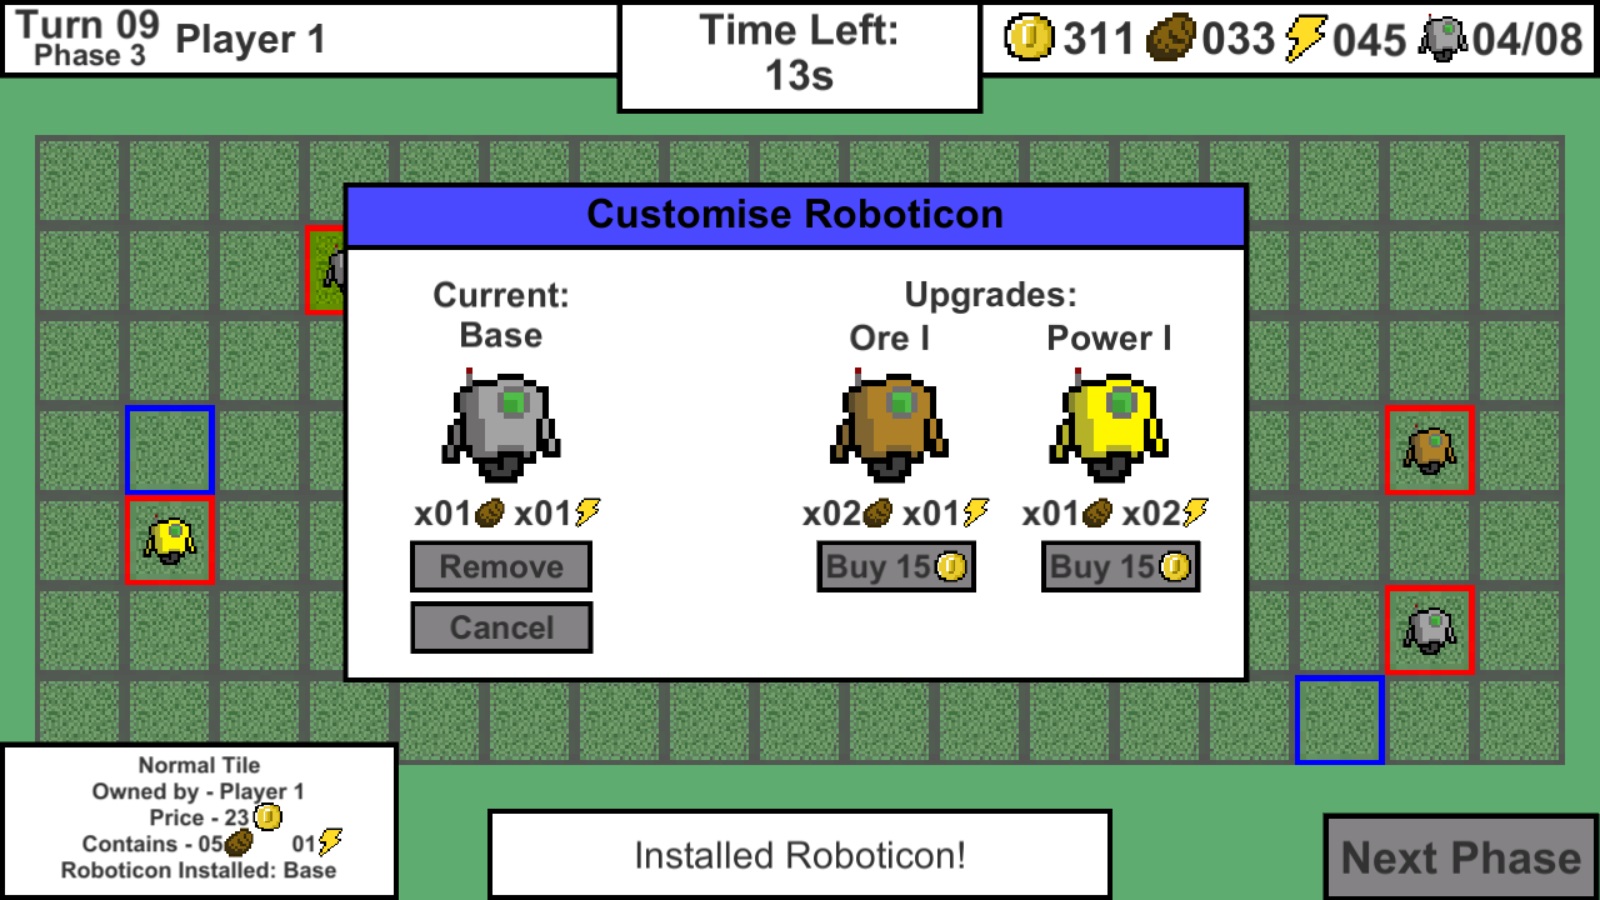 Turn 09
Phase 3
Player 1
Time Left:
13s
311 033 045 04/08
Customise Roboticon
Current:
Base
Upgrades:
Ore I
Power I
x01 x01
x02 x01
x01 x02
Remove
Buy 15
Buy 15
Cancel
Normal Tile
Owned by - Player 1
Price - 23
Contains - 05 01
Roboticon Installed: Base
Installed Roboticon!
Next Phase